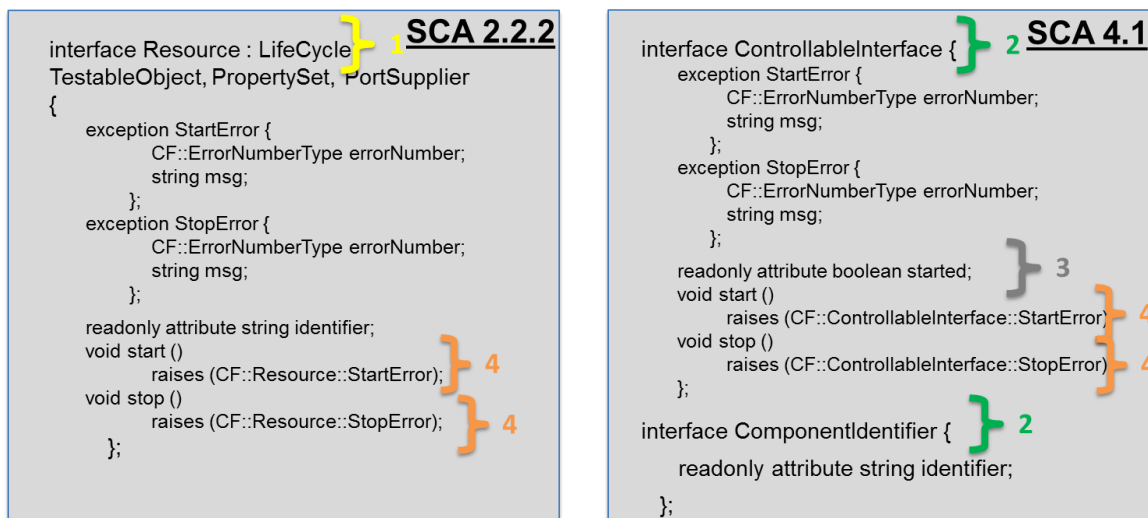 SCA 2.2.2
interface Resource : LifeCycle 1
TestableObject, PropertySet, PortSupplier
{
exception StartError {
CF::ErrorNumberType errorNumber;
string msg;
};
exception StopError {
CF::ErrorNumberType errorNumber;
string msg;
};
readonly attribute string identifier;
void start ()
raises (CF::Resource::StartError); 4
void stop ()
raises (CF::Resource::StopError); 4
};
SCA 4.1
interface ControllableInterface { 2
exception StartError {
CF::ErrorNumberType errorNumber;
string msg;
};
exception StopError {
CF::ErrorNumberType errorNumber;
string msg;
};
readonly attribute boolean started; 3
void start ()
raises (CF::ControllableInterface::StartError) 4
void stop ()
raises (CF::ControllableInterface::StopError) 4
};
interface ComponentIdentifier { 2
readonly attribute string identifier;
};